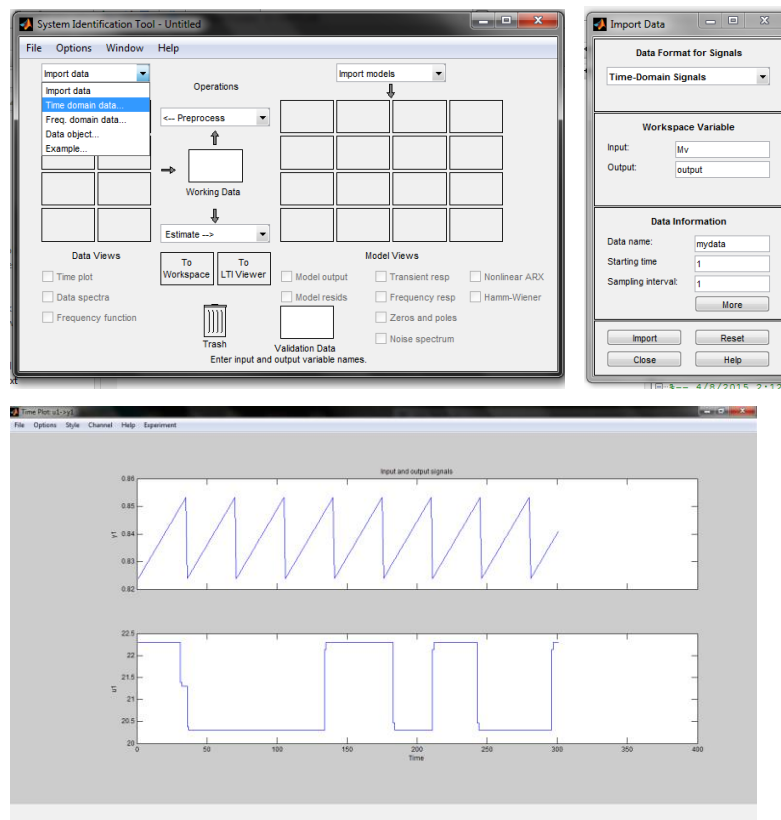 System Identification Tool - Untitled
File Options Window Help
Import data
Import data
Time domain data...
Freq. domain data...
Data object...
Example...
Operations
<-- Preprocess
Working Data
Estimate -->
Import models
Data Views
Time plot
Data spectra
Frequency function
To Workspace
To LTI Viewer
Trash
Model Views
Model output
Transient resp
Nonlinear ARX
Model resids
Frequency resp
Hamm-Wiener
Zeros and poles
Noise spectrum
Validation Data
Enter input and output variable names.
Import Data
Data Format for Signals
Time-Domain Signals
Workspace Variable
Input: Mv
Output: output
Data Information
Data name: mydata
Starting time 1
Sampling interval: 1
More
Import Reset
Close Help
%-- 4/8/2015 2:12
Time Plot: u1->y1
File Options Style Channel Help Experiment
Input and output signals
0.86
0.85
0.84
0.83
0.82
y1
22.5
22
21.5
21
20.5
20
u1
0 50 100 150 200 250 300 350 400
Time